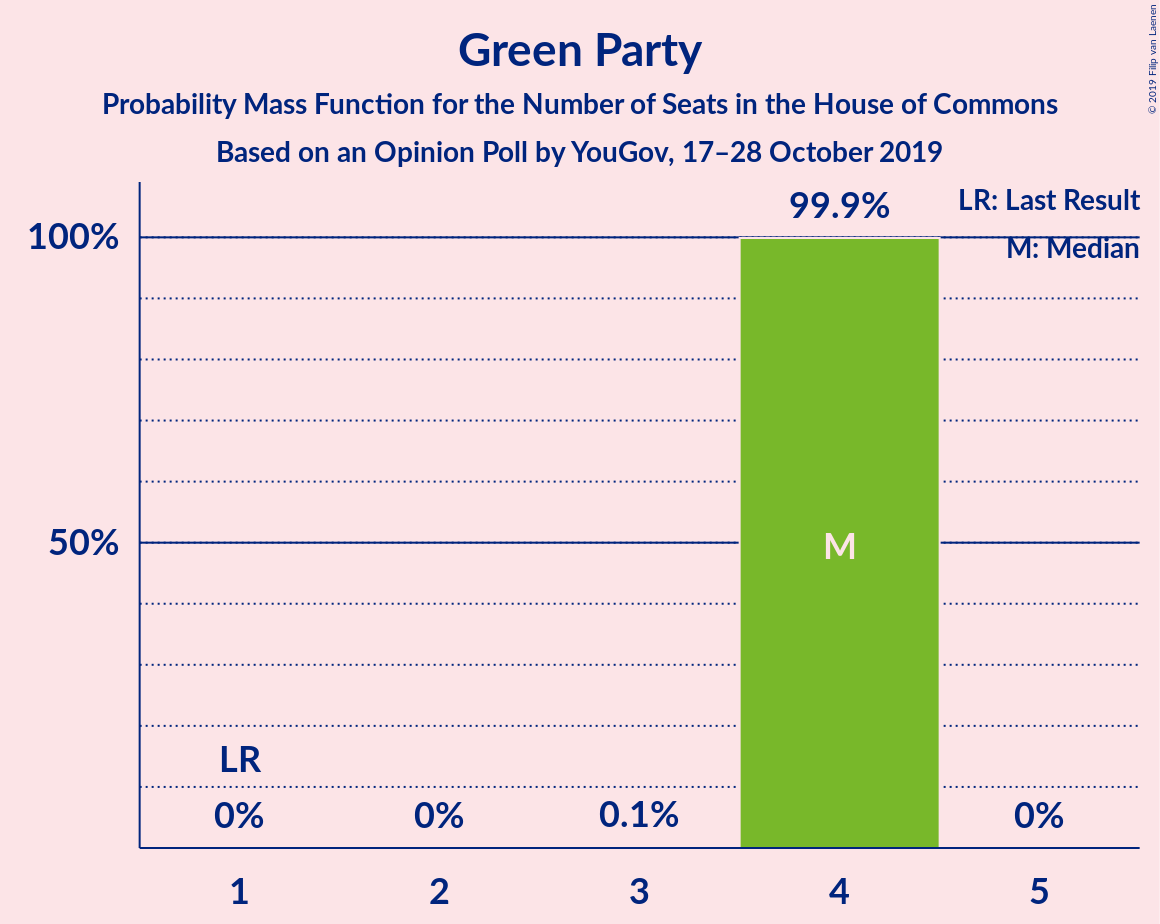 Green Party
Probability Mass Function for the Number of Seats in the House of Commons
Based on an Opinion Poll by YouGov, 17–28 October 2019
© 2019 Filip van Laenen
LR: Last Result
M: Median
99.9%
100%
50%
M
LR
0%
0%
0.1%
0%
1
2
3
4
5